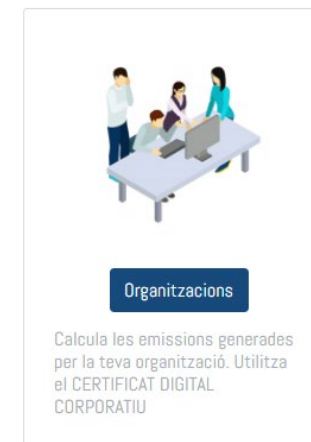 Organitzacions
Calcula les emissions generades
per la teva organització. Utilitza
el CERTIFICAT DIGITAL
CORPORATIU